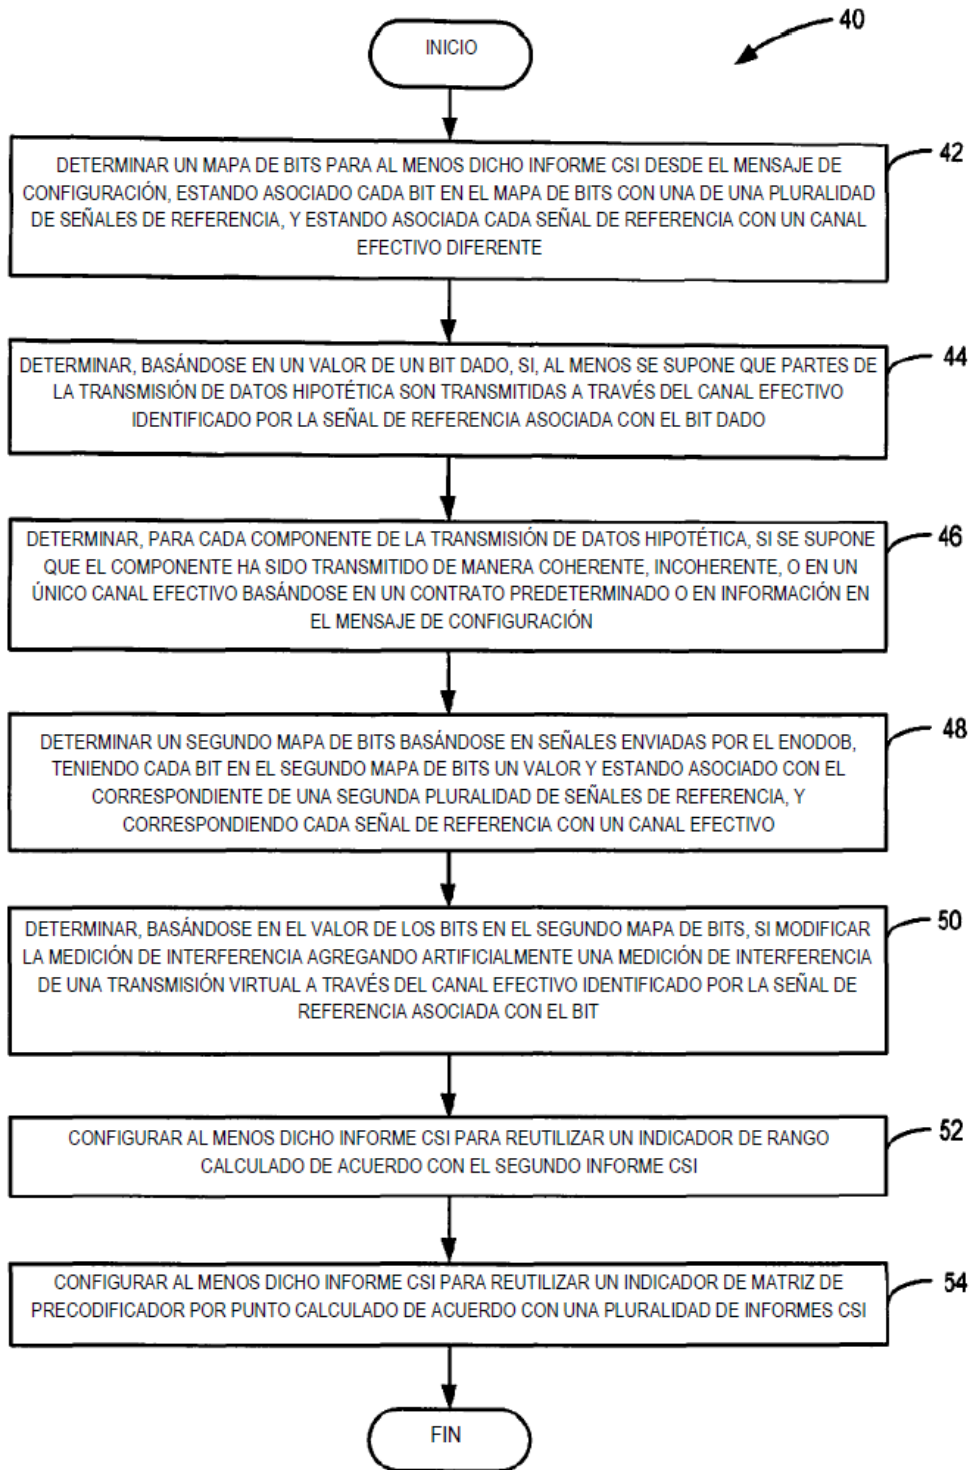 40
INICIO
42
DETERMINAR UN MAPA DE BITS PARA AL MENOS DICHO INFORME CSI DESDE EL MENSAJE DE
CONFIGURACIÓN, ESTANDO ASOCIADO CADA BIT EN EL MAPA DE BITS CON UNA DE UNA PLURALIDAD
DE SEÑALES DE REFERENCIA, Y ESTANDO ASOCIADA CADA SEÑAL DE REFERENCIA CON UN CANAL
EFECTIVO DIFERENTE
44
DETERMINAR, BASÁNDOSE EN UN VALOR DE UN BIT DADO, SI, AL MENOS SE SUPONE QUE PARTES DE
LA TRANSMISIÓN DE DATOS HIPOTÉTICA SON TRANSMITIDAS A TRAVÉS DEL CANAL EFECTIVO
IDENTIFICADO POR LA SEÑAL DE REFERENCIA ASOCIADA CON EL BIT DADO
46
DETERMINAR, PARA CADA COMPONENTE DE LA TRANSMISIÓN DE DATOS HIPOTÉTICA, SI SE SUPONE
QUE EL COMPONENTE HA SIDO TRANSMITIDO DE MANERA COHERENTE, INCOHERENTE, O EN UN
ÚNICO CANAL EFECTIVO BASÁNDOSE EN UN CONTRATO PREDETERMINADO O EN INFORMACIÓN EN
EL MENSAJE DE CONFIGURACIÓN
48
DETERMINAR UN SEGUNDO MAPA DE BITS BASÁNDOSE EN SEÑALES ENVIADAS POR EL ENODOB,
TENIENDO CADA BIT EN EL SEGUNDO MAPA DE BITS UN VALOR Y ESTANDO ASOCIADO CON EL
CORRESPONDIENTE DE UNA SEGUNDA PLURALIDAD DE SEÑALES DE REFERENCIA, Y
CORRESPONDIENDO CADA SEÑAL DE REFERENCIA CON UN CANAL EFECTIVO
50
DETERMINAR, BASÁNDOSE EN EL VALOR DE LOS BITS EN EL SEGUNDO MAPA DE BITS, SI MODIFICAR
LA MEDICIÓN DE INTERFERENCIA AGREGANDO ARTIFICIALMENTE UNA MEDICIÓN DE INTERFERENCIA
DE UNA TRANSMISIÓN VIRTUAL A TRAVÉS DEL CANAL EFECTIVO IDENTIFICADO POR LA SEÑAL DE
REFERENCIA ASOCIADA CON EL BIT
52
CONFIGURAR AL MENOS DICHO INFORME CSI PARA REUTILIZAR UN INDICADOR DE RANGO
CALCULADO DE ACUERDO CON EL SEGUNDO INFORME CSI
54
CONFIGURAR AL MENOS DICHO INFORME CSI PARA REUTILIZAR UN INDICADOR DE MATRIZ DE
PRECODIFICADOR POR PUNTO CALCULADO DE ACUERDO CON UNA PLURALIDAD DE INFORMES CSI
FIN